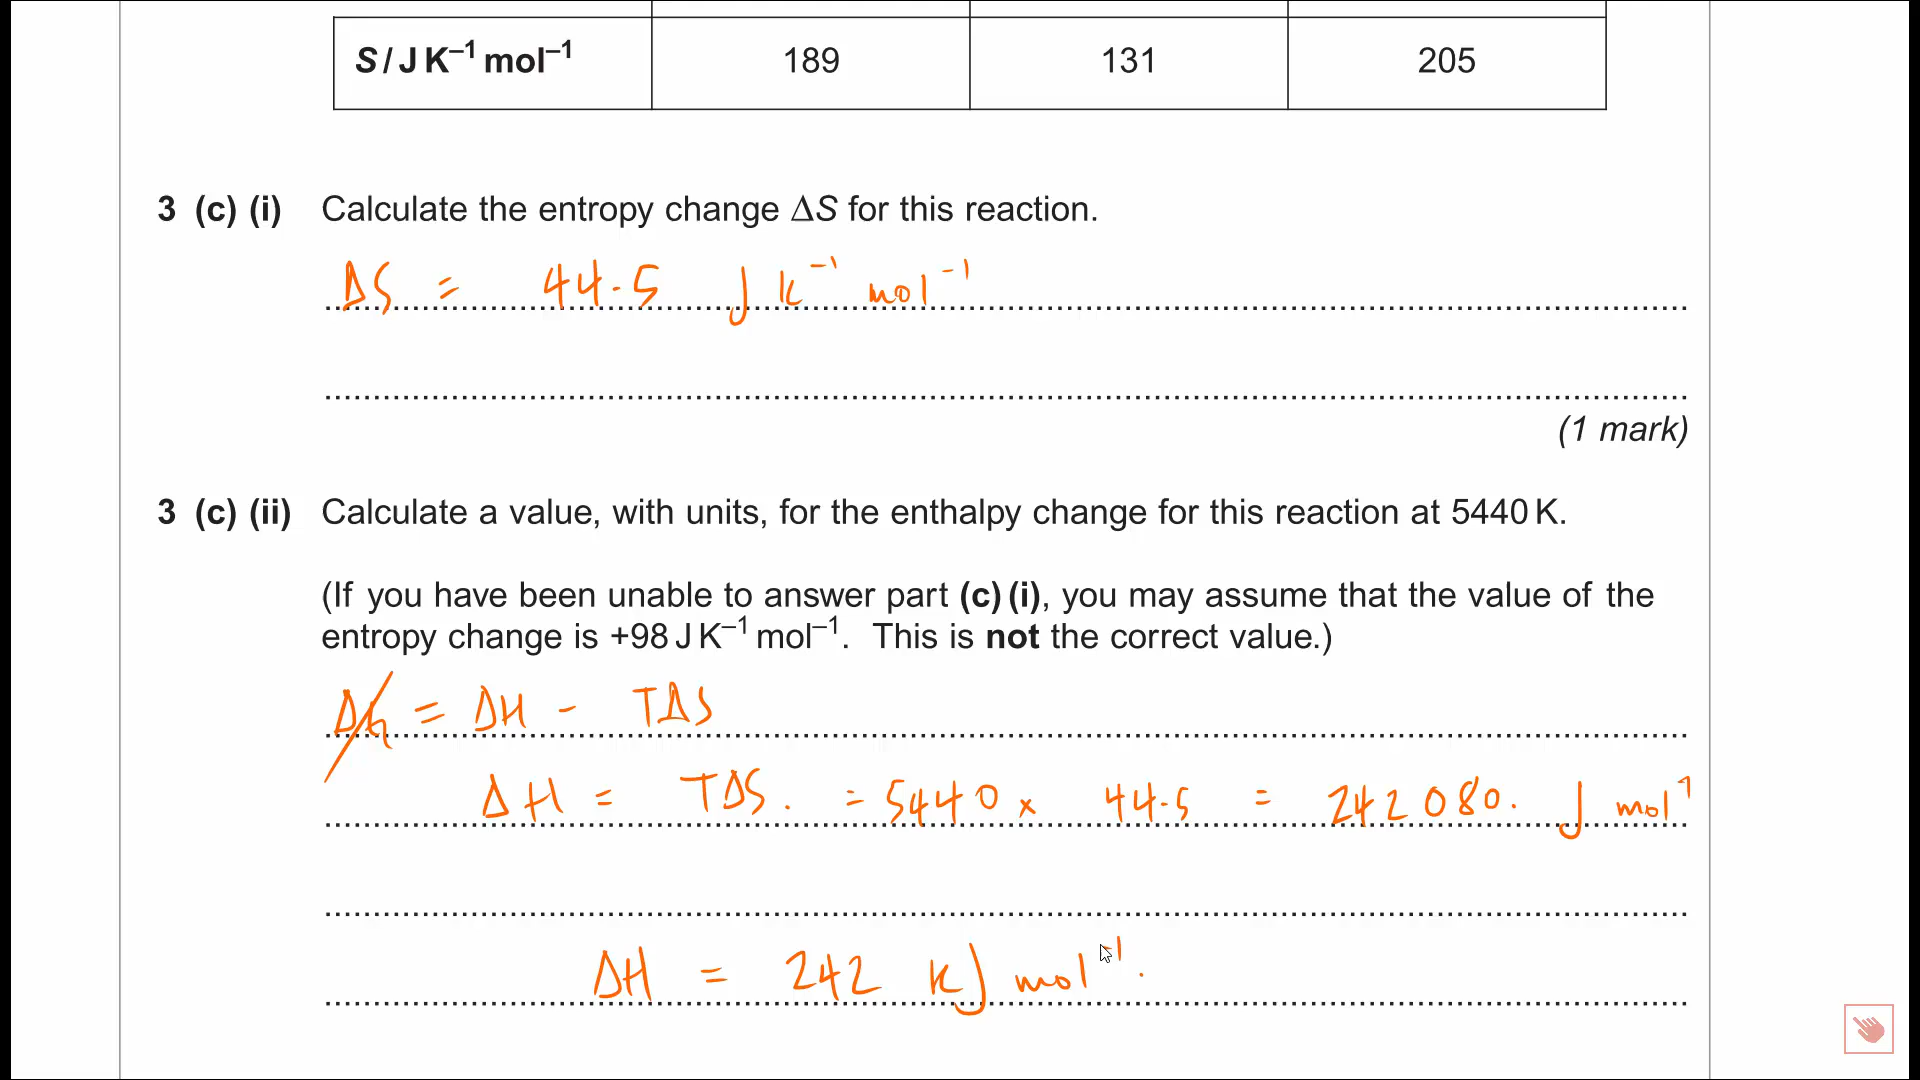 S / J K⁻¹ mol⁻¹ 189 131 205
3 (c) (i) Calculate the entropy change ΔS for this reaction.
ΔS = 44.5 J K⁻¹ mol⁻¹
(1 mark)
3 (c) (ii) Calculate a value, with units, for the enthalpy change for this reaction at 5440 K.
(If you have been unable to answer part (c) (i), you may assume that the value of the
entropy change is +98 J K⁻¹ mol⁻¹. This is not the correct value.)
ΔG = ΔH - TΔS
ΔH = TΔS. = 5440 × 44.5 = 242080. J mol⁻¹
ΔH = 242 kJ mol⁻¹.